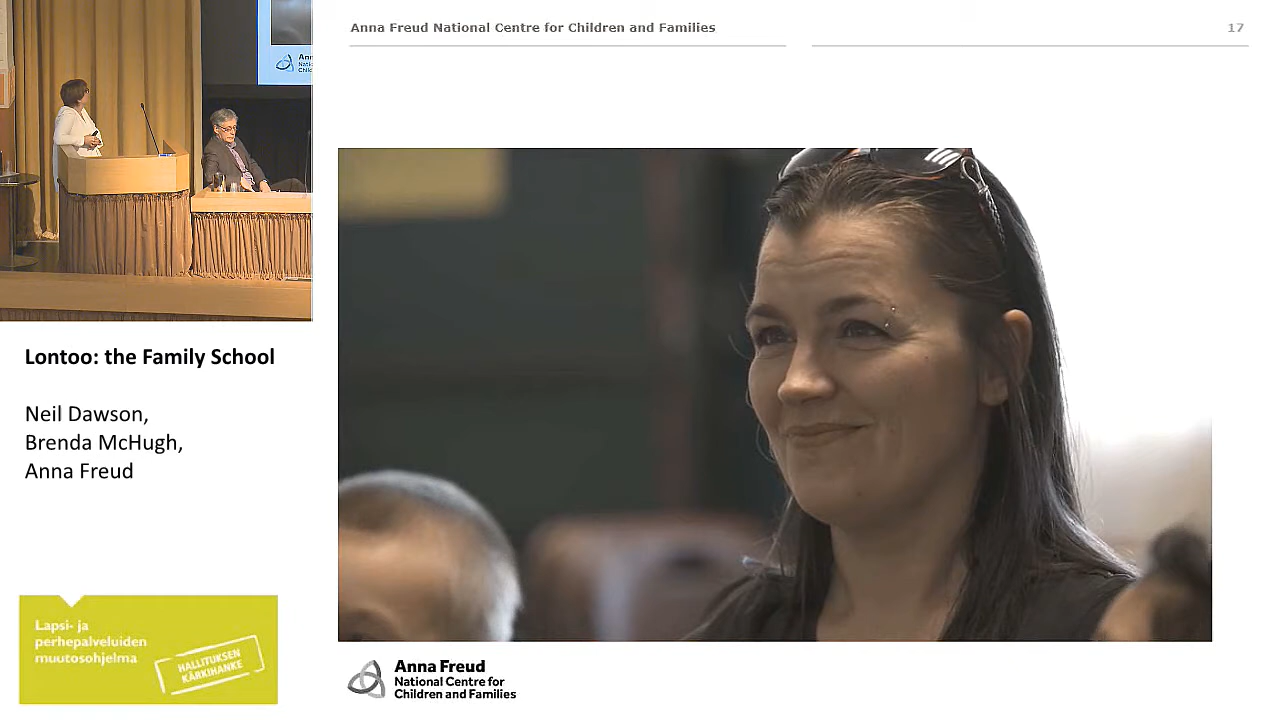 Anna Freud National Centre for Children and Families
17
Lontoo: the Family School
Neil Dawson,
Brenda McHugh,
Anna Freud
Lapsi- ja
perhepalveluiden
muutosohjelma
HALLITUKSEN
KÄRKIHANKE
Anna Freud
National Centre for
Children and Families